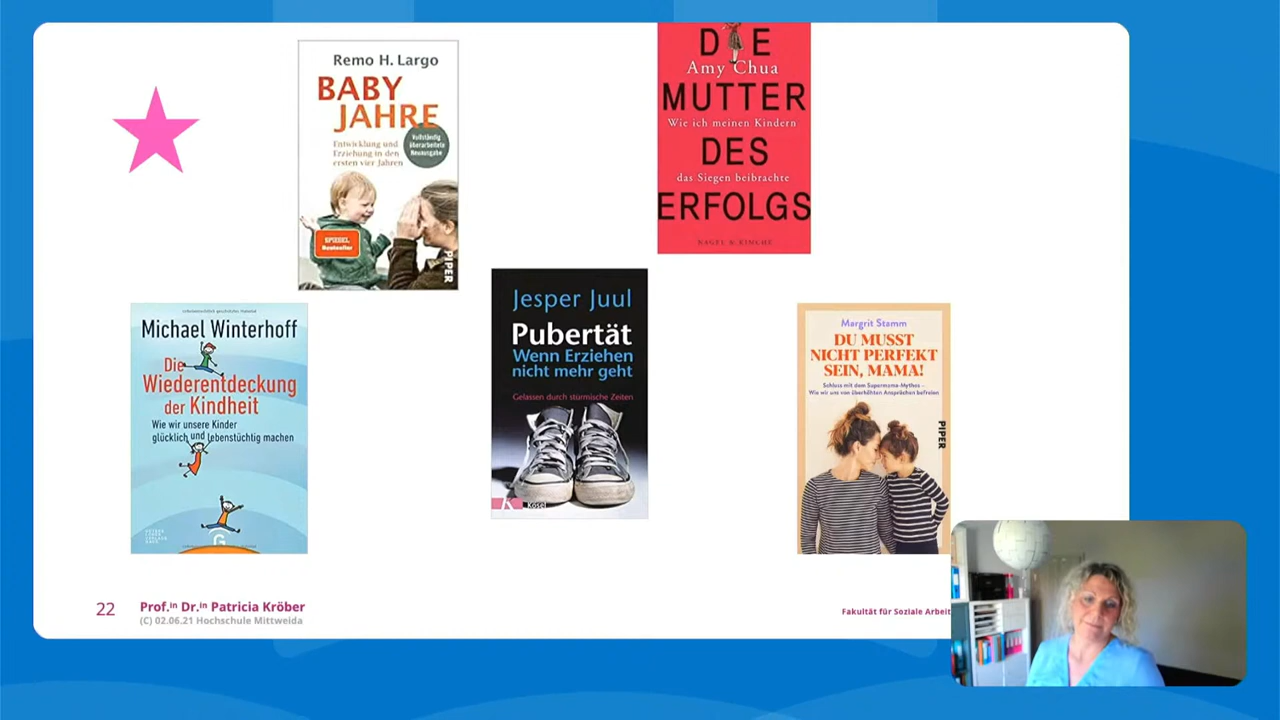 Remo H. Largo
BABY
JAHRE
Entwicklung und
Erziehung in den
ersten vier Jahren
Vollständig
überarbeitete
Neuausgabe
SPIEGEL
Bestseller
PIPER
DIE
Amy Chua
MUTTER
Wie ich meinen Kindern
DES
das Siegen beibrachte
ERFOLGS
NAGEL & KIMCHE
Michael Winterhoff
Die
Wiederentdeckung
der Kindheit
Wie wir unsere Kinder
glücklich und lebenstüchtig machen
G
Jesper Juul
Pubertät
Wenn Erziehen
nicht mehr geht
Gelassen durch stürmische Zeiten
K
Kösel
Margrit Stamm
DU MUSST
NICHT PERFEKT
SEIN, MAMA!
Schluss mit dem Supermama-Mythos –
Wie wir uns von überhöhten Ansprüchen befreien
PIPER
22
Prof.ⁱⁿ Dr.ⁱⁿ Patricia Kröber
(C) 02.06.21 Hochschule Mittweida
Fakultät für Soziale Arbeit